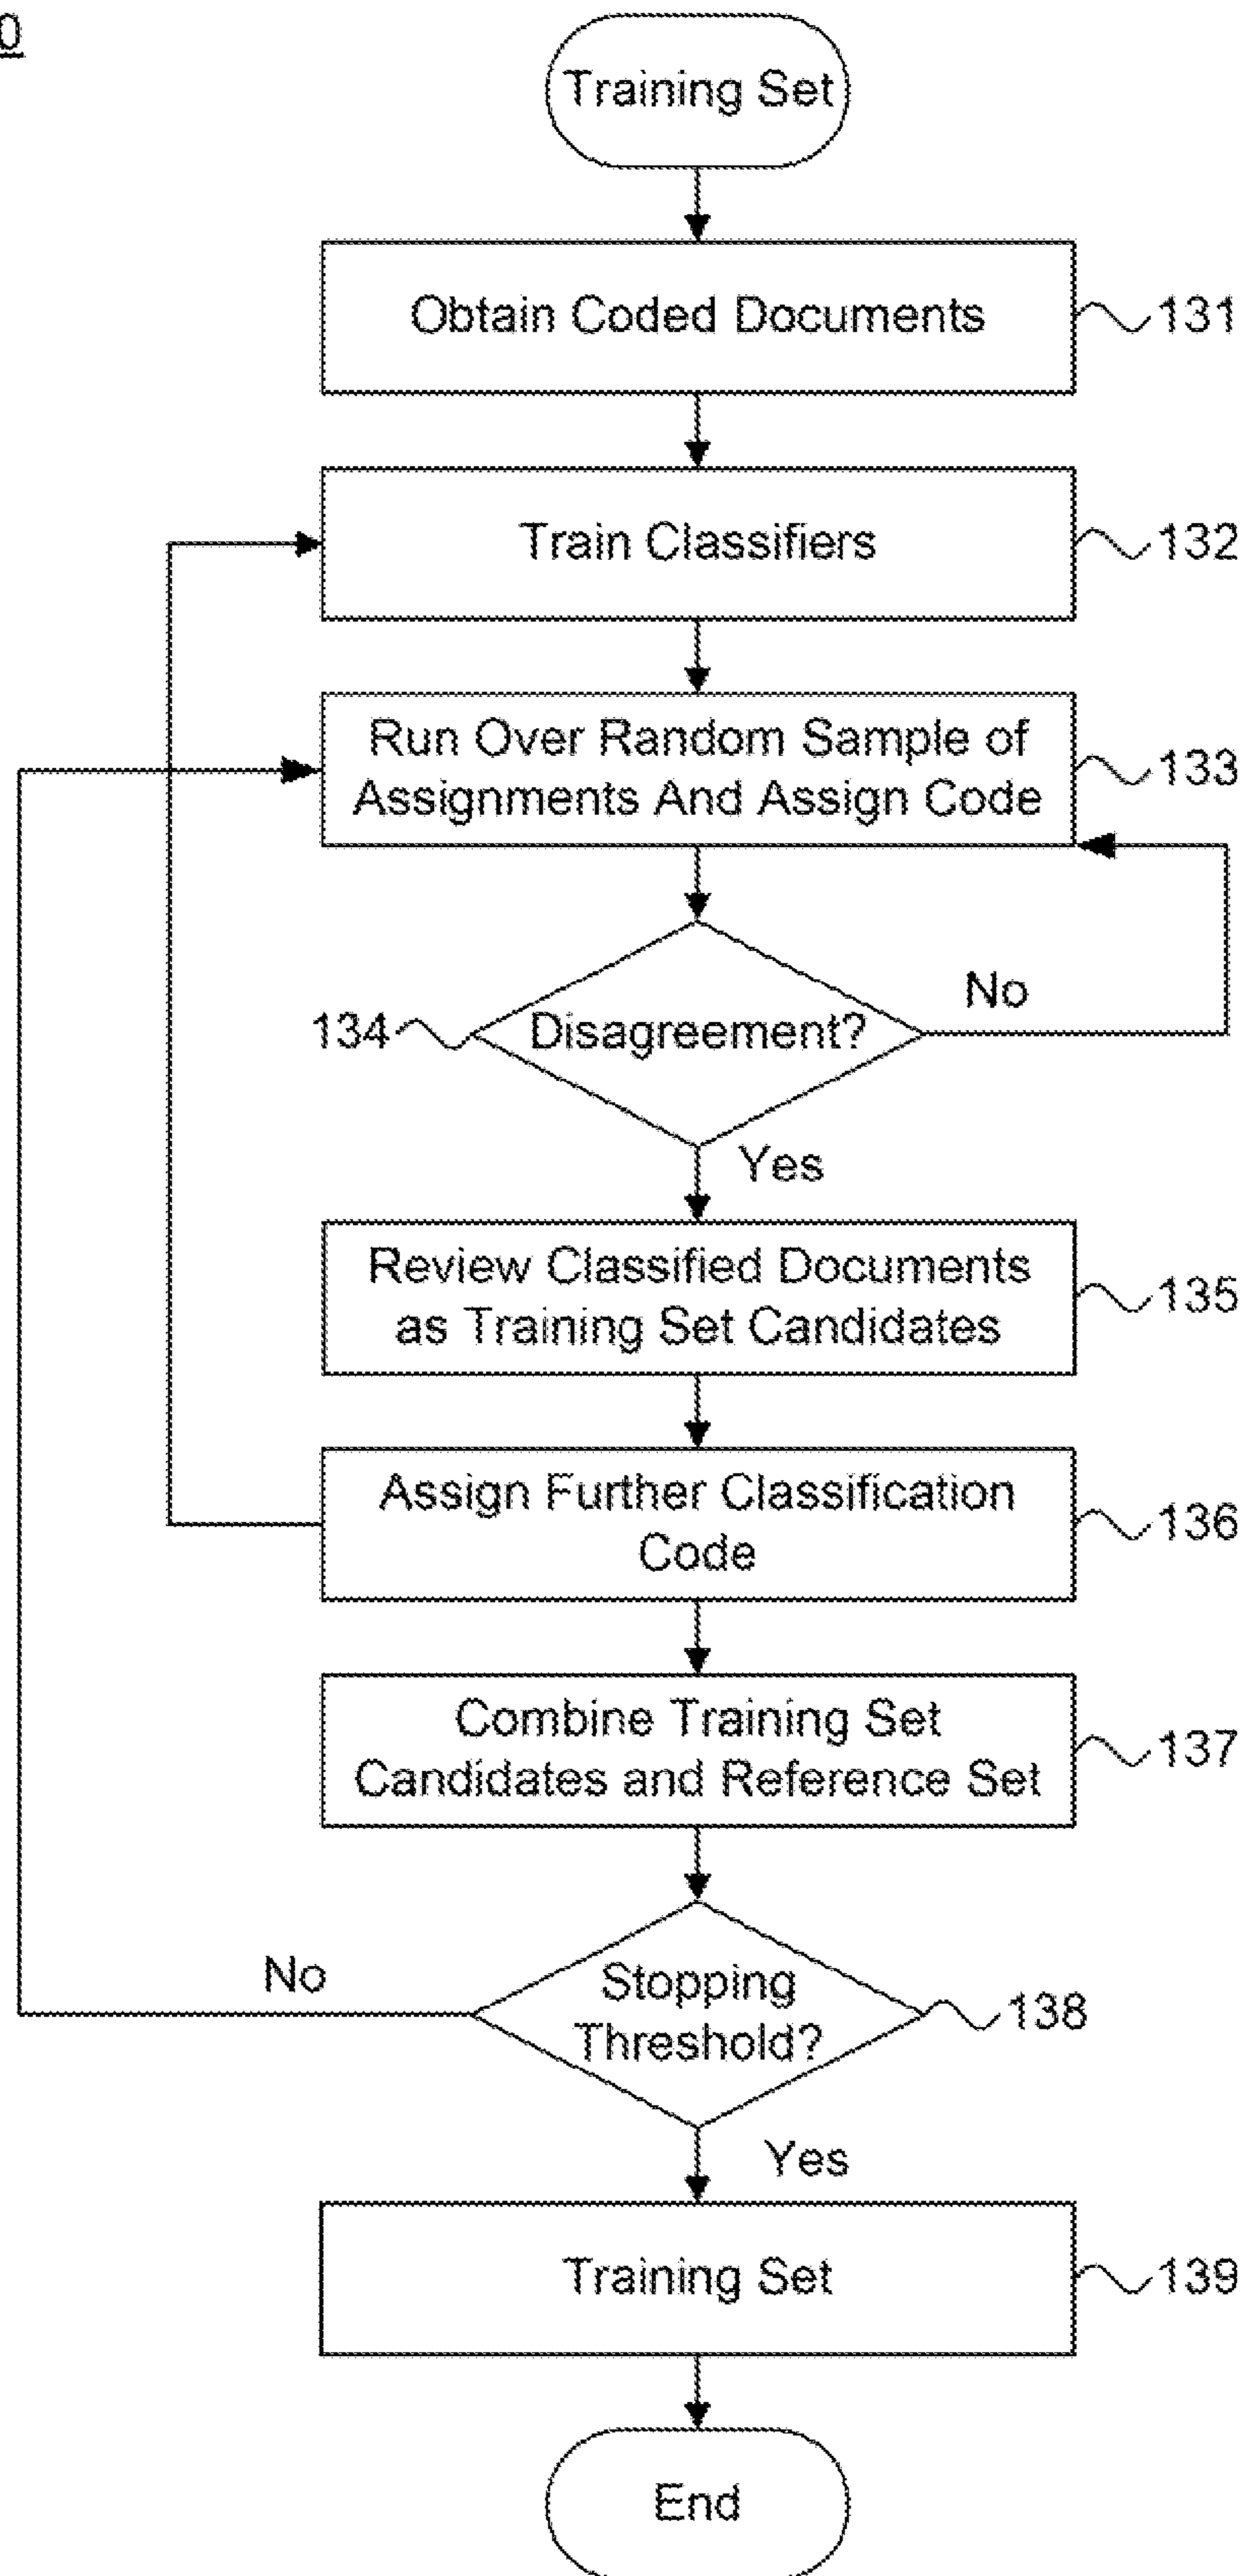 0
Training Set
Obtain Coded Documents
131
Train Classifiers
132
Run Over Random Sample of
Assignments And Assign Code
133
No
134
Disagreement?
Yes
Review Classified Documents
as Training Set Candidates
135
Assign Further Classification
Code
136
Combine Training Set
Candidates and Reference Set
137
No
Stopping
Threshold?
138
Yes
Training Set
139
End